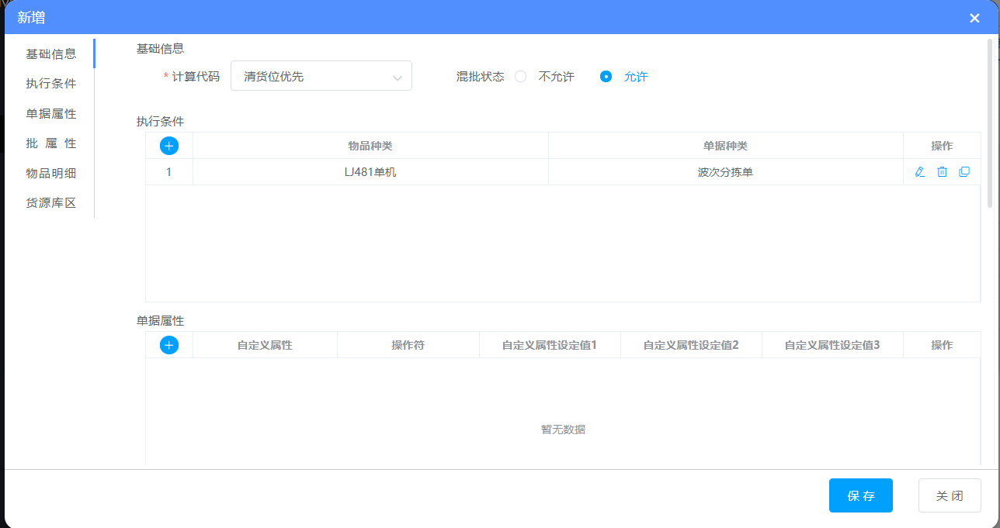 新增
基础信息
执行条件
单据属性
批 属 性
物品明细
货源库区
基础信息
* 计算代码 清货位优先 混批状态 不允许 允许
执行条件
物品种类 单据种类 操作
1 LJ481单机 波次分拣单
单据属性
自定义属性 操作符 自定义属性设定值1 自定义属性设定值2 自定义属性设定值3 操作
暂无数据
保 存 关 闭